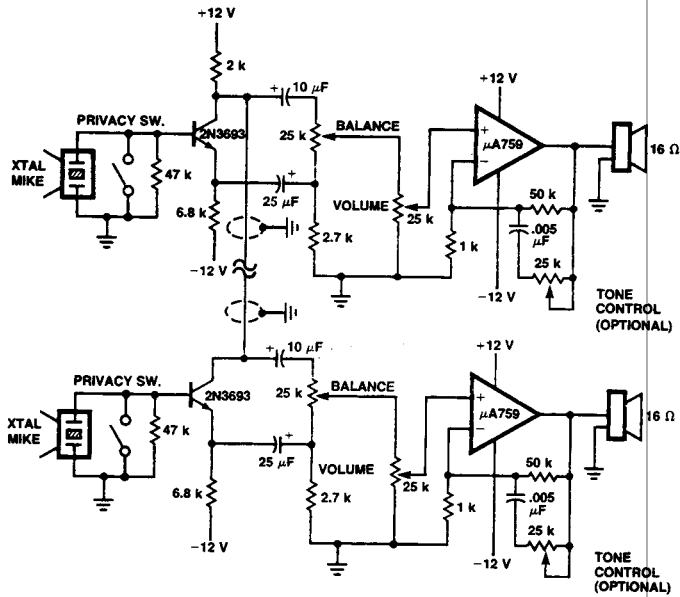 +12 V
2 k
+ 10 µF
PRIVACY SW.
2N3693
XTAL
MIKE
47 k
25 k
BALANCE
+12 V
+
−
µA759
16 Ω
+
25 µF
6.8 k
VOLUME
25 k
2.7 k
1 k
50 k
.005
µF
25 k
−12 V
−12 V
TONE
CONTROL
(OPTIONAL)
+ 10 µF
+12 V
PRIVACY SW.
2N3693
XTAL
MIKE
47 k
25 k
BALANCE
+
−
µA759
16 Ω
+
25 µF
6.8 k
VOLUME
25 k
2.7 k
1 k
50 k
.005
µF
25 k
−12 V
−12 V
TONE
CONTROL
(OPTIONAL)